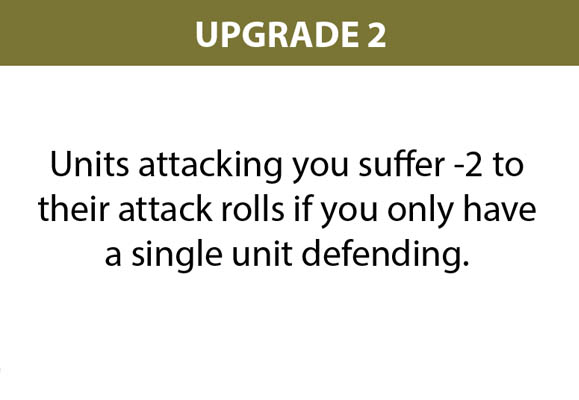 UPGRADE 2
Units attacking you suffer -2 to
their attack rolls if you only have
a single unit defending.